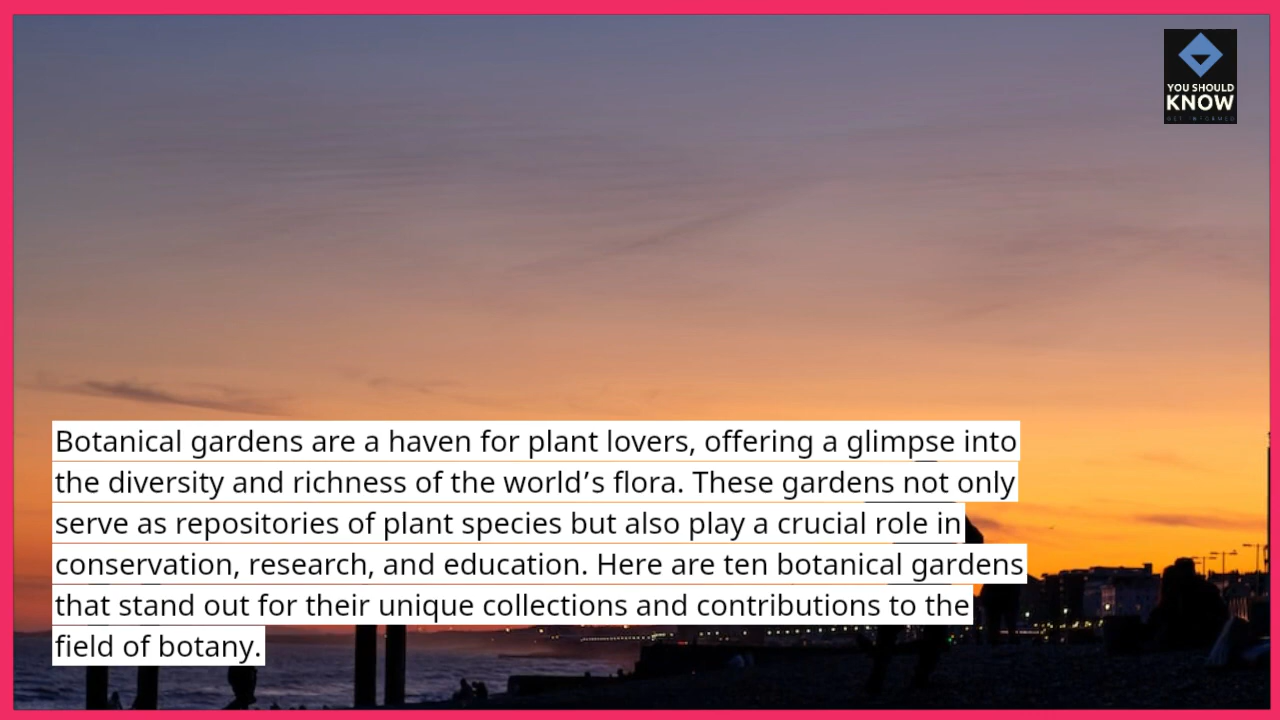 YOU SHOULD
KNOW
GET INFORMED
Botanical gardens are a haven for plant lovers, offering a glimpse into
the diversity and richness of the world’s flora. These gardens not only
serve as repositories of plant species but also play a crucial role in
conservation, research, and education. Here are ten botanical gardens
that stand out for their unique collections and contributions to the
field of botany.